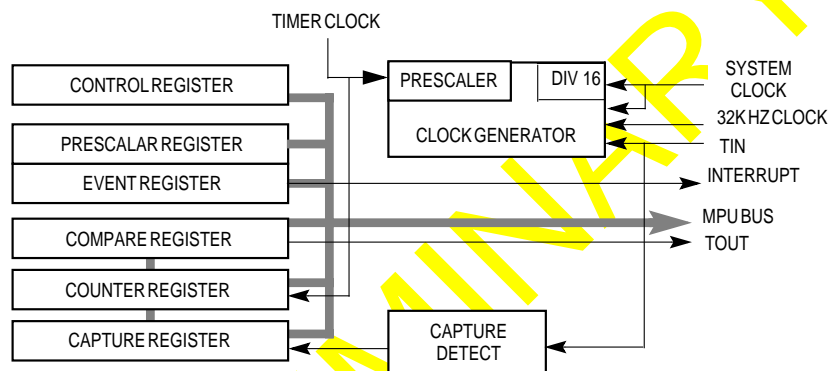 TIMER CLOCK
CONTROL REGISTER
PRESCALER
DIV 16
SYSTEM
CLOCK
CLOCK GENERATOR
32K HZ CLOCK
TIN
PRESCALAR REGISTER
EVENT REGISTER
INTERRUPT
MPU BUS
COMPARE REGISTER
TOUT
COUNTER REGISTER
CAPTURE REGISTER
CAPTURE
DETECT
MINARY